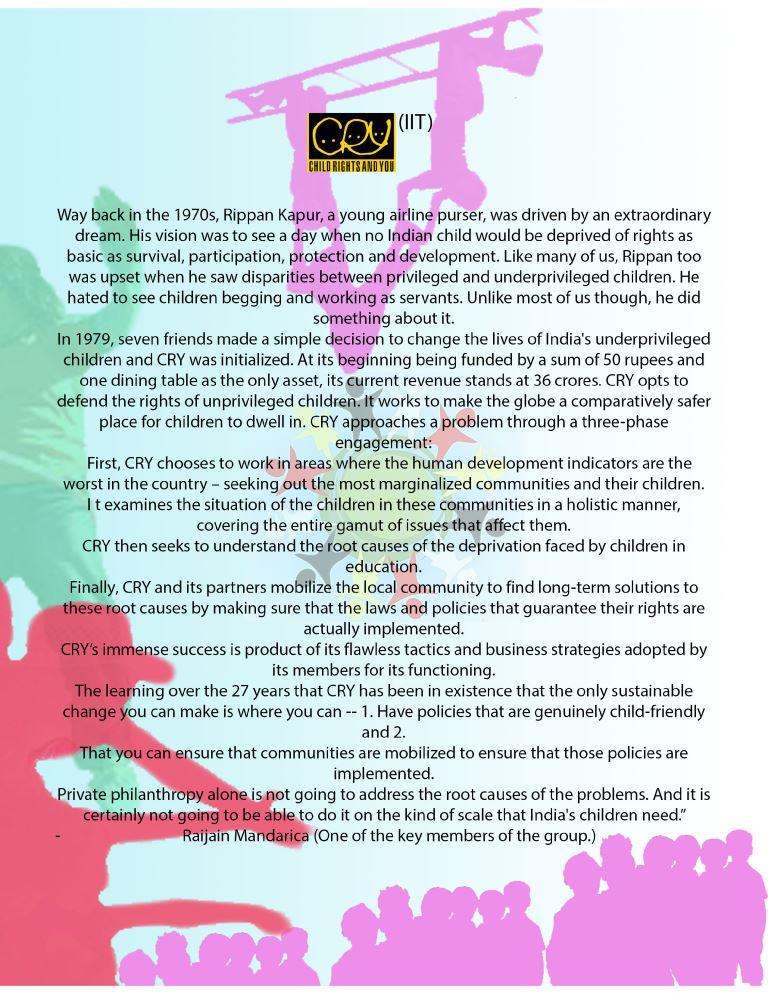 CRY (IIT)
CHILD RIGHTS AND YOU
Way back in the 1970s, Rippan Kapur, a young airline purser, was driven by an extraordinary
dream. His vision was to see a day when no Indian child would be deprived of rights as
basic as survival, participation, protection and development. Like many of us, Rippan too
was upset when he saw disparities between privileged and underprivileged children. He
hated to see children begging and working as servants. Unlike most of us though, he did
something about it.
In 1979, seven friends made a simple decision to change the lives of India's underprivileged
children and CRY was initialized. At its beginning being funded by a sum of 50 rupees and
one dining table as the only asset, its current revenue stands at 36 crores. CRY opts to
defend the rights of unprivileged children. It works to make the globe a comparatively safer
place for children to dwell in. CRY approaches a problem through a three-phase
engagement:
First, CRY chooses to work in areas where the human development indicators are the
worst in the country – seeking out the most marginalized communities and their children.
I t examines the situation of the children in these communities in a holistic manner,
covering the entire gamut of issues that affect them.
CRY then seeks to understand the root causes of the deprivation faced by children in
education.
Finally, CRY and its partners mobilize the local community to find long-term solutions to
these root causes by making sure that the laws and policies that guarantee their rights are
actually implemented.
CRY’s immense success is product of its flawless tactics and business strategies adopted by
its members for its functioning.
The learning over the 27 years that CRY has been in existence that the only sustainable
change you can make is where you can -- 1. Have policies that are genuinely child-friendly
and 2.
That you can ensure that communities are mobilized to ensure that those policies are
implemented.
Private philanthropy alone is not going to address the root causes of the problems. And it is
certainly not going to be able to do it on the kind of scale that India's children need.”
- Raijain Mandarica (One of the key members of the group.)